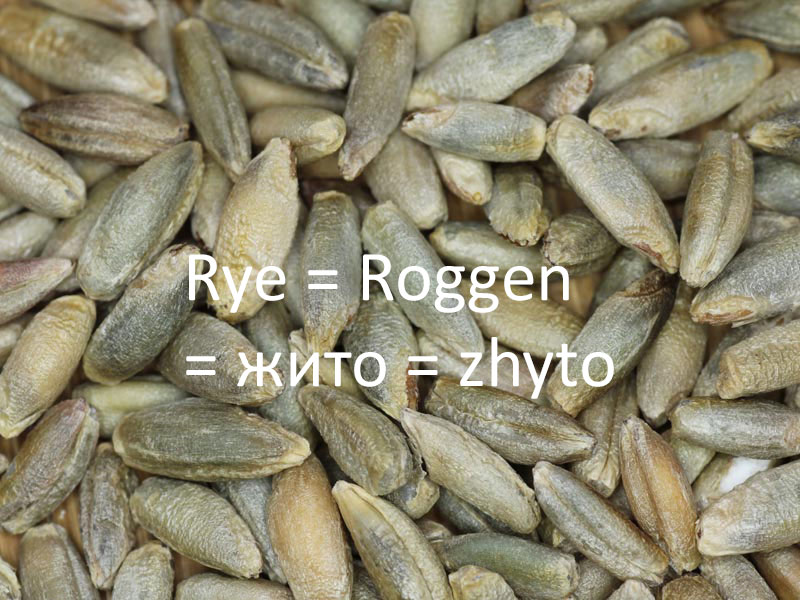 Rye = Roggen
= жито = zhyto